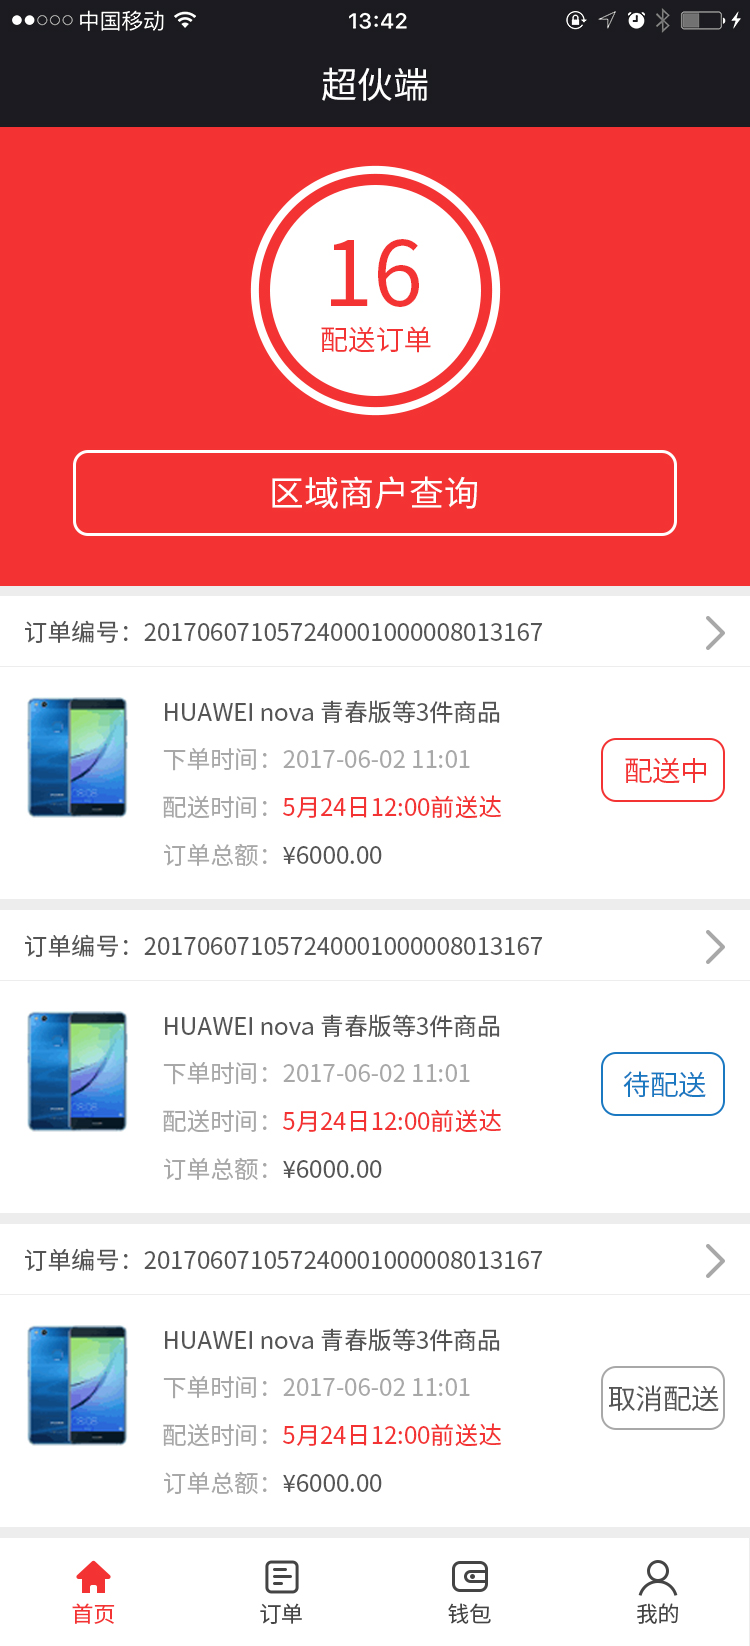 中国移动 13:42
超伙端
16
配送订单
区域商户查询
订单编号：2017060710572400010000080​13167
HUAWEI nova 青春版等3件商品
下单时间：2017-06-02 11:01
配送时间：5月24日12:00前送达
配送中
订单总额：¥6000.00
订单编号：2017060710572400010000080​13167
HUAWEI nova 青春版等3件商品
下单时间：2017-06-02 11:01
配送时间：5月24日12:00前送达
待配送
订单总额：¥6000.00
订单编号：2017060710572400010000080​13167
HUAWEI nova 青春版等3件商品
下单时间：2017-06-02 11:01
配送时间：5月24日12:00前送达
取消配送
订单总额：¥6000.00
首页 订单 钱包 我的